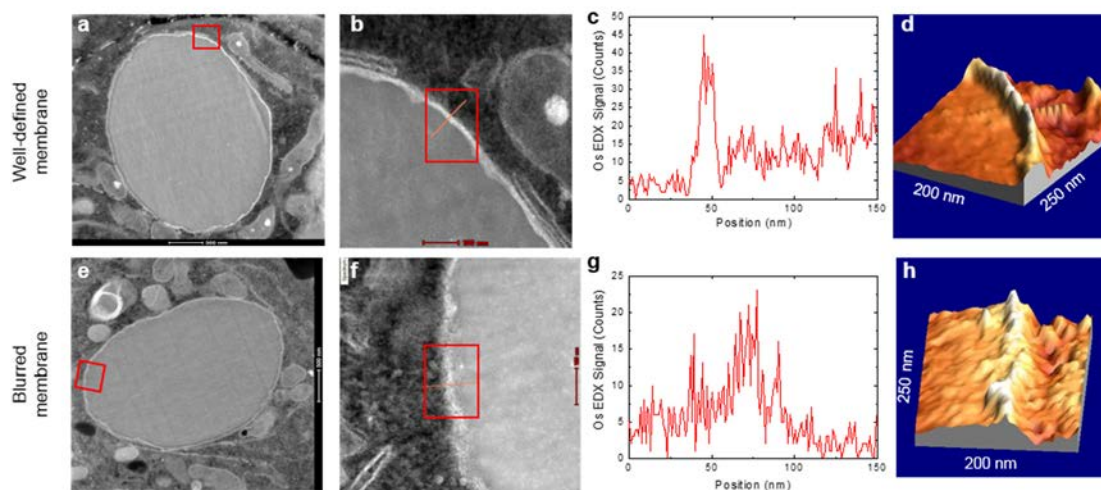 Well-defined
membrane
a
b
c
Os EDX Signal (Counts)
50
45
40
35
30
25
20
15
10
5
0
0
50
100
150
Position (nm)
d
200 nm
250 nm
Blurred
membrane
e
f
g
Os EDX Signal (Counts)
25
20
15
10
5
0
0
50
100
150
Position (nm)
h
250 nm
200 nm